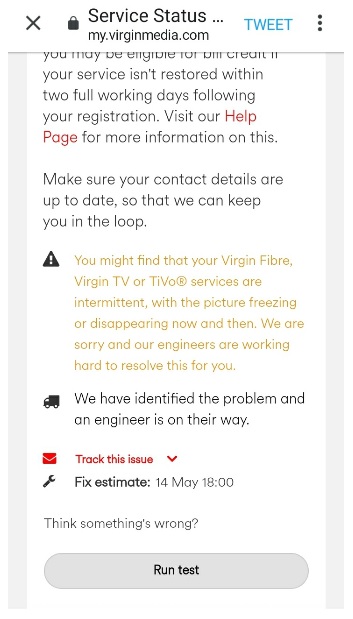 Service Status ...
my.virginmedia.com
TWEET
you may be eligible for bill credit if
your service isn't restored within
two full working days following
your registration. Visit our Help
Page for more information on this.
Make sure your contact details are
up to date, so that we can keep
you in the loop.
You might find that your Virgin Fibre,
Virgin TV or TiVo® services are
intermittent, with the picture freezing
or disappearing now and then. We are
sorry and our engineers are working
hard to resolve this for you.
We have identified the problem and
an engineer is on their way.
Track this issue
Fix estimate: 14 May 18:00
Think something's wrong?
Run test